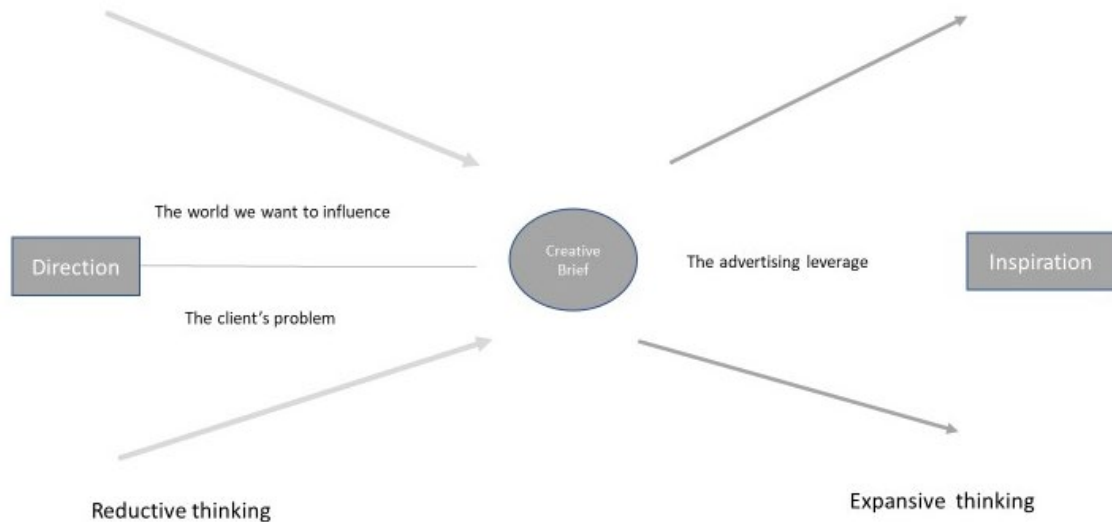 The world we want to influence
Direction
The client's problem
Creative
Brief
The advertising leverage
Inspiration
Reductive thinking
Expansive thinking